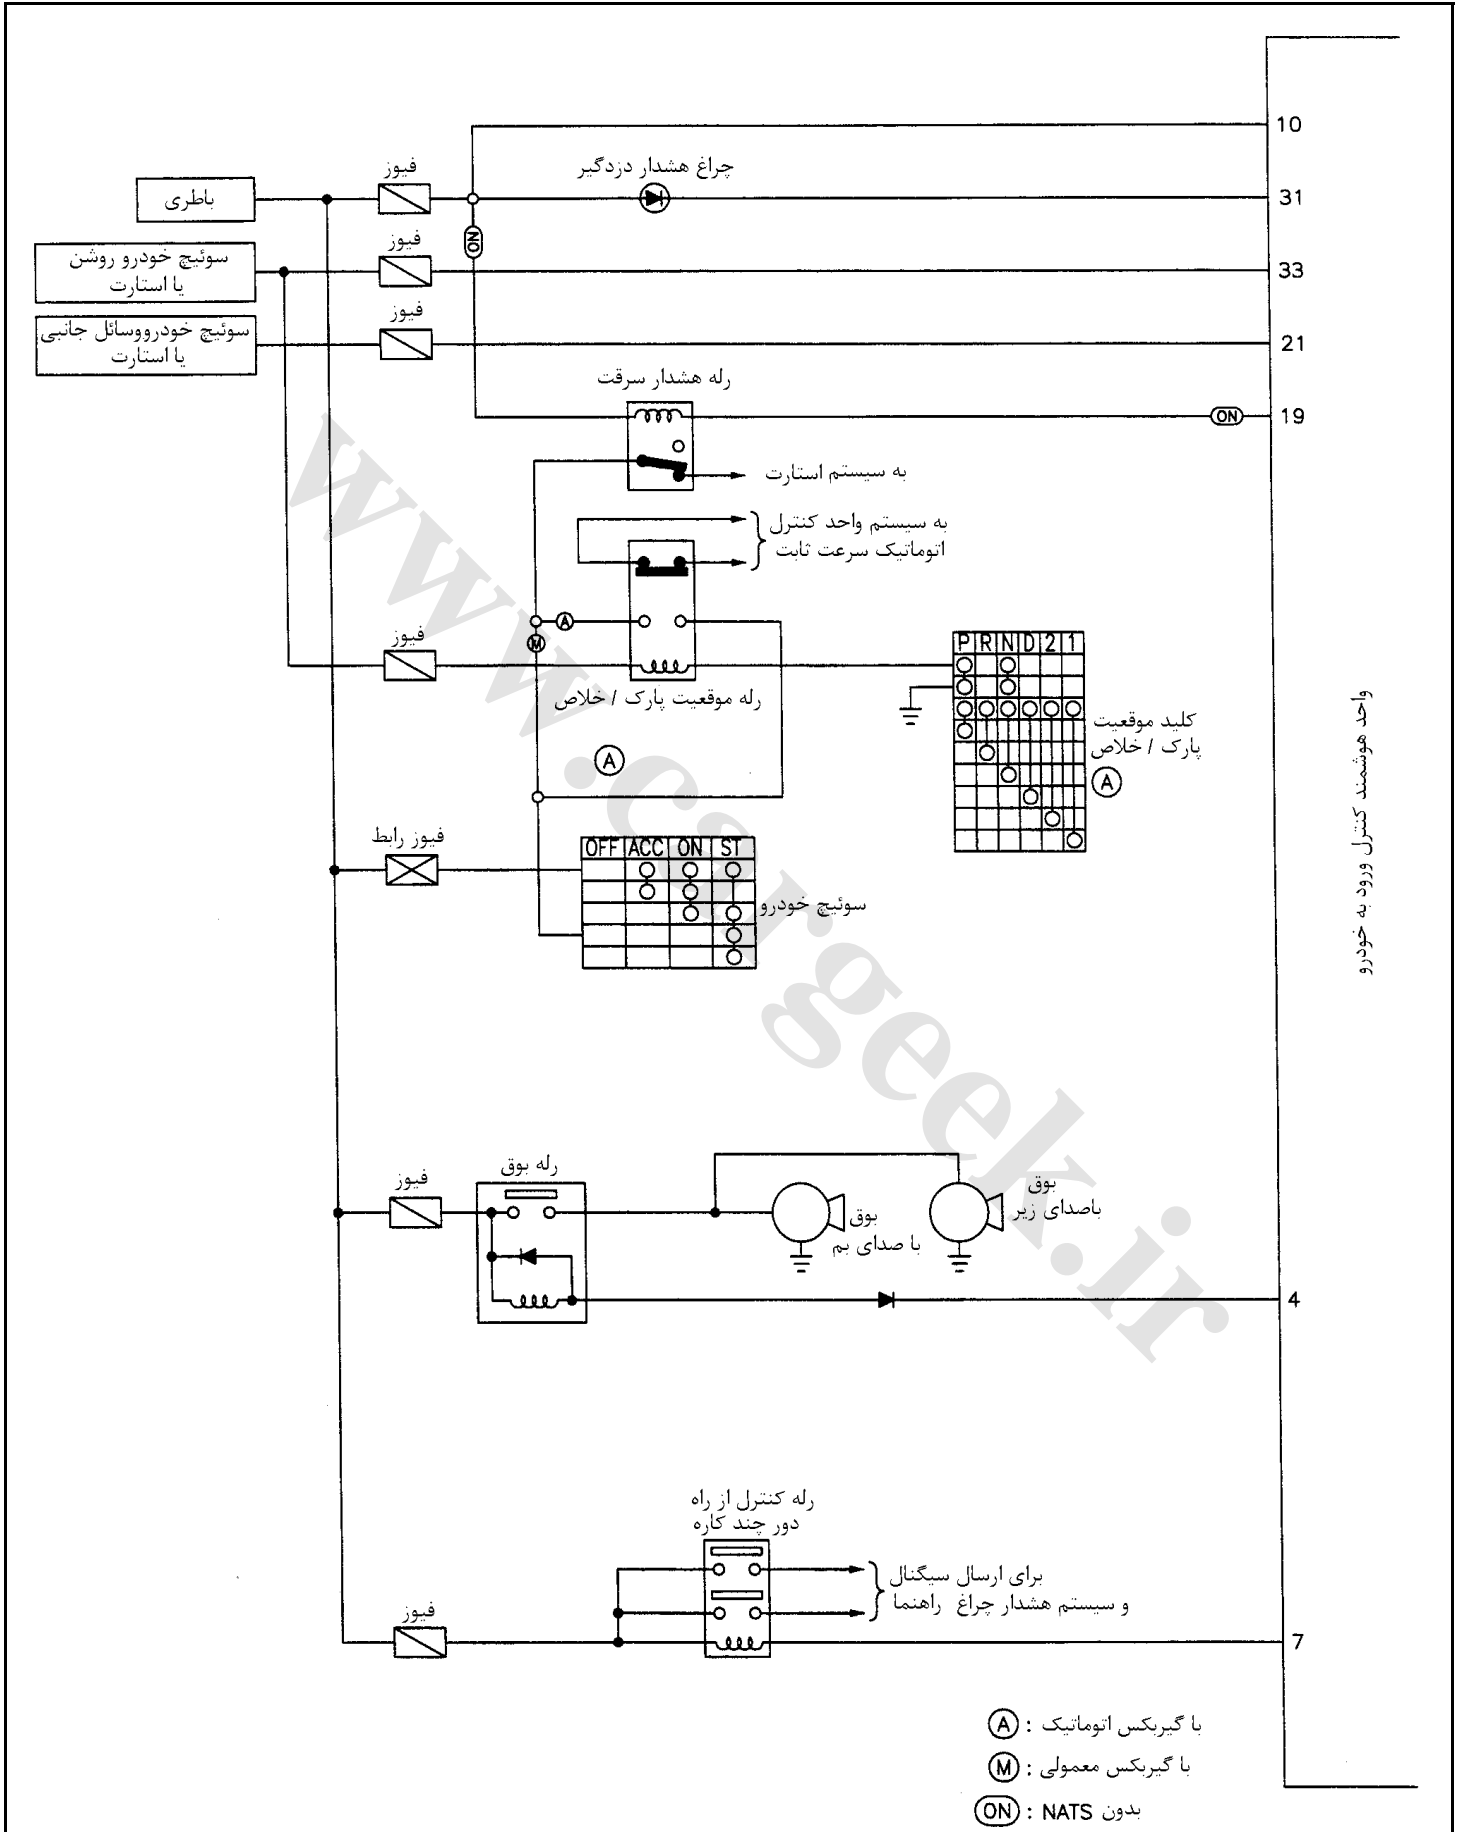 10
فیوز
چراغ هشدار دزدگیر
باطری
31
ON
فیوز
سوئیچ خودرو روشن
یا استارت
33
فیوز
سوئیچ خودرووسائل جانبی
یا استارت
21
رله هشدار سرقت
ON
19
به سیستم استارت
به سیستم واحد کنترل
اتوماتیک سرعت ثابت
A
M
فیوز
P R N D 2 1
رله موقعیت پارک / خلاص
کلید موقعیت
پارک / خلاص
A
A
واحد هوشمند کنترل ورود به خودرو
فیوز رابط
OFF ACC ON ST
سوئیچ خودرو
رله بوق
فیوز
بوق
باصدای زیر
بوق
با صدای بم
4
رله کنترل از راه
دور چند کاره
برای ارسال سیگنال
و سیستم هشدار چراغ راهنما
فیوز
7
با گیربکس اتوماتیک : A
با گیربکس معمولی : M
بدون NATS : ON
www.cargeek.ir